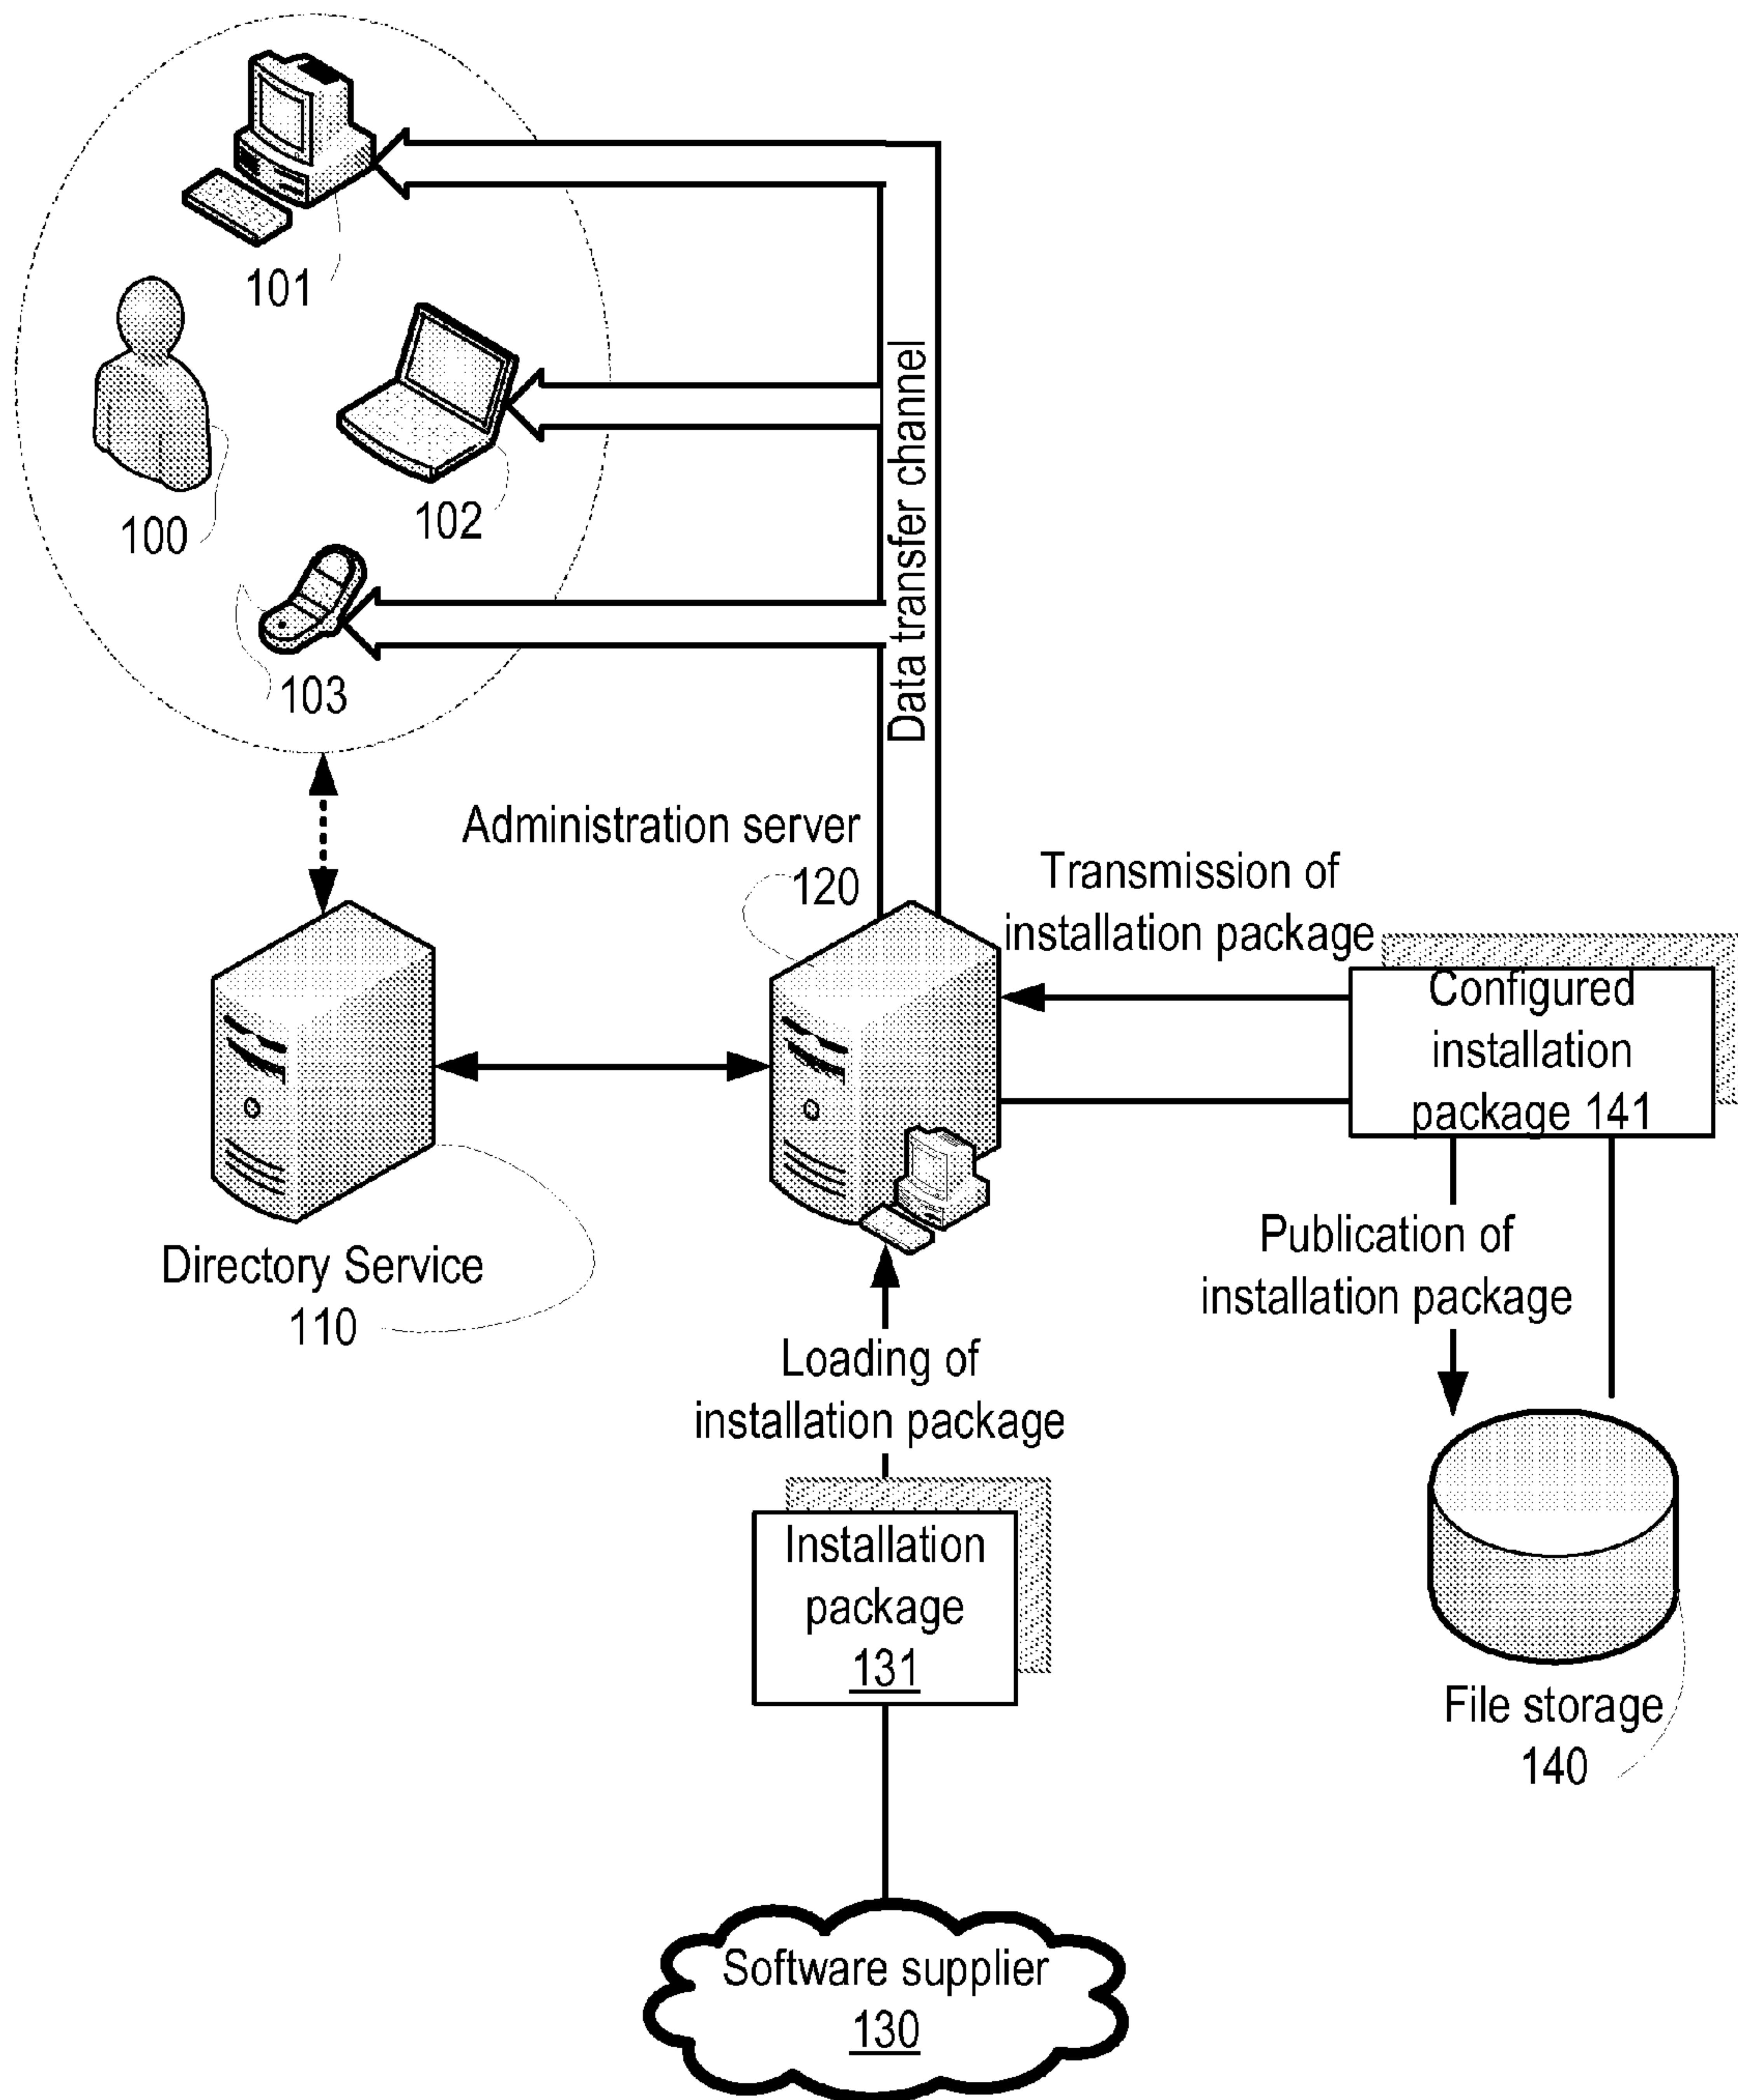 101
100
102
103
Data transfer channel
Administration server
120
Transmission of
installation package
Configured
installation
package 141
Directory Service
110
Publication of
installation package
Loading of
installation package
Installation
package
131
File storage
140
Software supplier
130